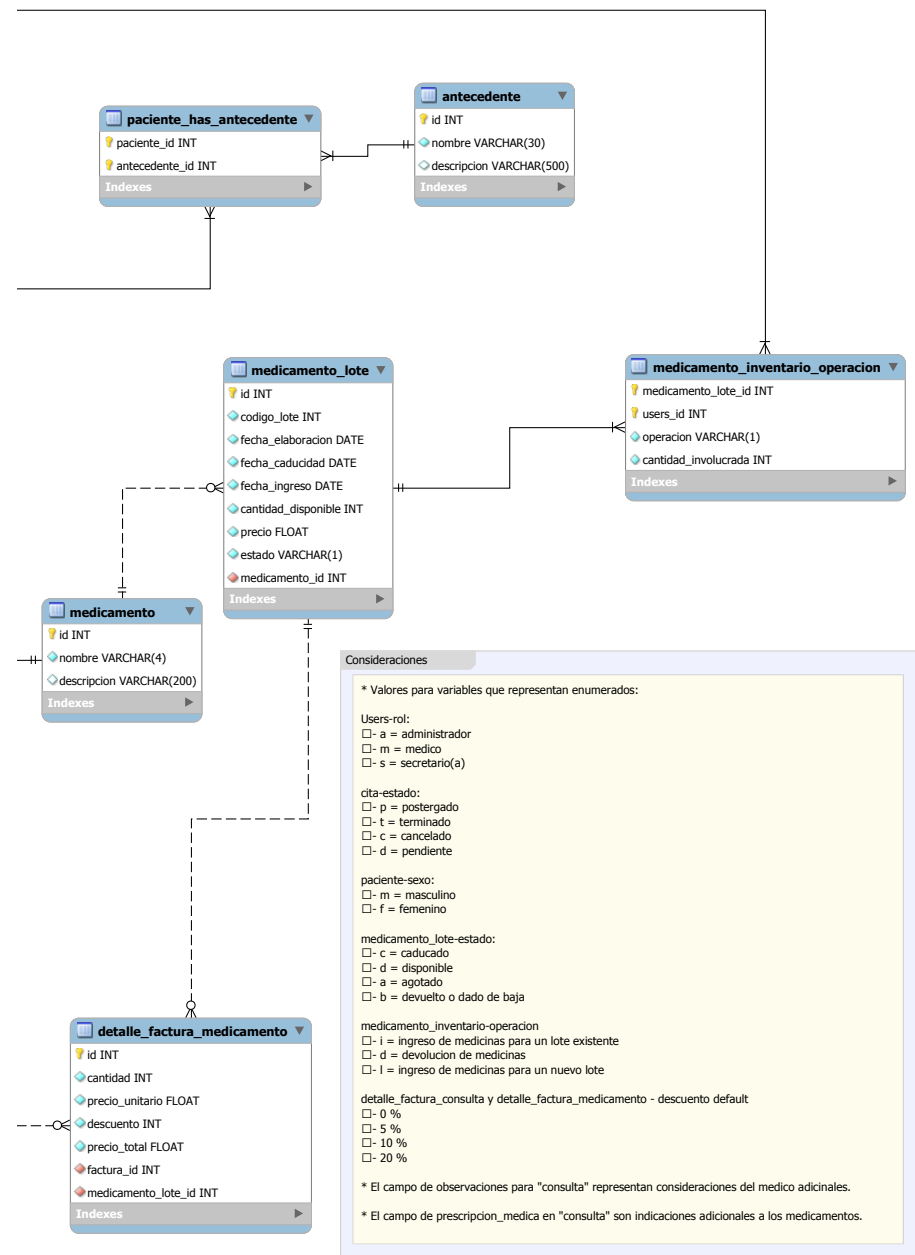 antecedente
id INT
nombre VARCHAR(30)
descripcion VARCHAR(500)
Indexes
paciente_has_antecedente
paciente_id INT
antecedente_id INT
Indexes
medicamento_lote
id INT
codigo_lote INT
fecha_elaboracion DATE
fecha_caducidad DATE
fecha_ingreso DATE
cantidad_disponible INT
precio FLOAT
estado VARCHAR(1)
medicamento_id INT
Indexes
medicamento_inventario_operacion
medicamento_lote_id INT
users_id INT
operacion VARCHAR(1)
cantidad_involucrada INT
Indexes
medicamento
id INT
nombre VARCHAR(4)
descripcion VARCHAR(200)
Indexes
Consideraciones
* Valores para variables que representan enumerados:
Users-rol:
□- a = administrador
□- m = medico
□- s = secretario(a)
cita-estado:
□- p = postergado
□- t = terminado
□- c = cancelado
□- d = pendiente
paciente-sexo:
□- m = masculino
□- f = femenino
medicamento_lote-estado:
□- c = caducado
□- d = disponible
□- a = agotado
□- b = devuelto o dado de baja
medicamento_inventario-operacion
□- i = ingreso de medicinas para un lote existente
□- d = devolucion de medicinas
□- l = ingreso de medicinas para un nuevo lote
detalle_factura_consulta y detalle_factura_medicamento - descuento default
□- 0 %
□- 5 %
□- 10 %
□- 20 %
* El campo de observaciones para "consulta" representan consideraciones del medico adicinales.
* El campo de prescripcion_medica en "consulta" son indicaciones adicionales a los medicamentos.
detalle_factura_medicamento
id INT
cantidad INT
precio_unitario FLOAT
descuento INT
precio_total FLOAT
factura_id INT
medicamento_lote_id INT
Indexes